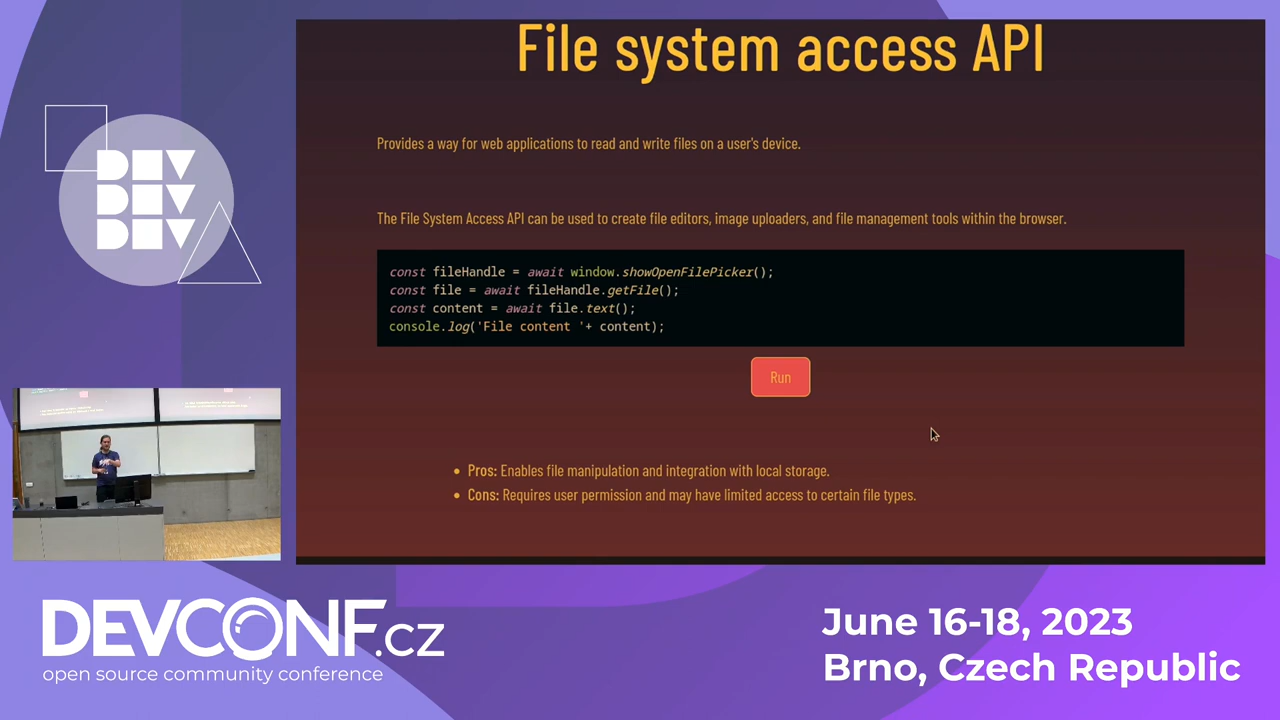 File system access API
Provides a way for web applications to read and write files on a user's device.
The File System Access API can be used to create file editors, image uploaders, and file management tools within the browser.
const fileHandle = await window.showOpenFilePicker();
const file = await fileHandle.getFile();
const content = await file.text();
console.log('File content '+ content);
Run
• Pros: Enables file manipulation and integration with local storage.
• Cons: Requires user permission and may have limited access to certain file types.
DEV
DEV
DEV
DEVCONF.cz
open source community conference
June 16-18, 2023
Brno, Czech Republic